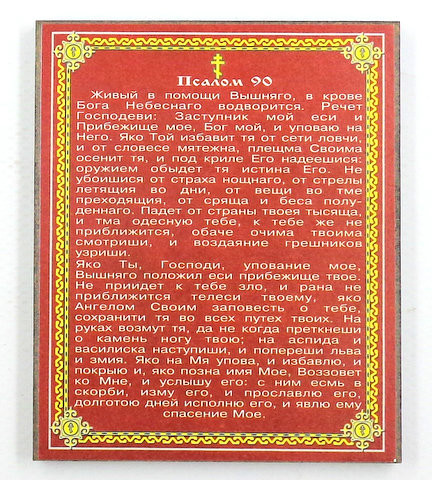 Псалом 90
Живый в помощи Вышняго, в крове
Бога Небеснаго водворится. Речет
Господеви: Заступник мой еси и
Прибежище мое, Бог мой, и уповаю на
Него. Яко Той избавит тя от сети ловчи,
и от словесе мятежна, плещма Своима
осенит тя, и под криле Его надеешися:
оружием обыдет тя истина Его. Не
убоишися от страха нощнаго, от стрелы
летящия во дни, от вещи во тме
преходящия, от сряща и беса полу-
деннаго. Падет от страны твоея тысяща,
и тма одесную тебе, к тебе же не
приближится, обаче очима твоима
смотриши, и воздаяние грешников
узриши.
Яко Ты, Господи, упование мое,
Вышняго положил еси прибежище твое.
Не приидет к тебе зло, и рана не
приближится телеси твоему, яко
Ангелом Своим заповесть о тебе,
сохранити тя во всех путех твоих. На
руках возмут тя, да не когда преткнеши
о камень ногу твою; на аспида и
василиска наступиши, и попереши льва
и змия. Яко на Мя упова, и избавлю, и
покрыю и, яко позна имя Мое, Воззовет
ко Мне, и услышу его: с ним есмь в
скорби, изму его, и прославлю его,
долготою дней исполню его, и явлю ему
спасение Мое.